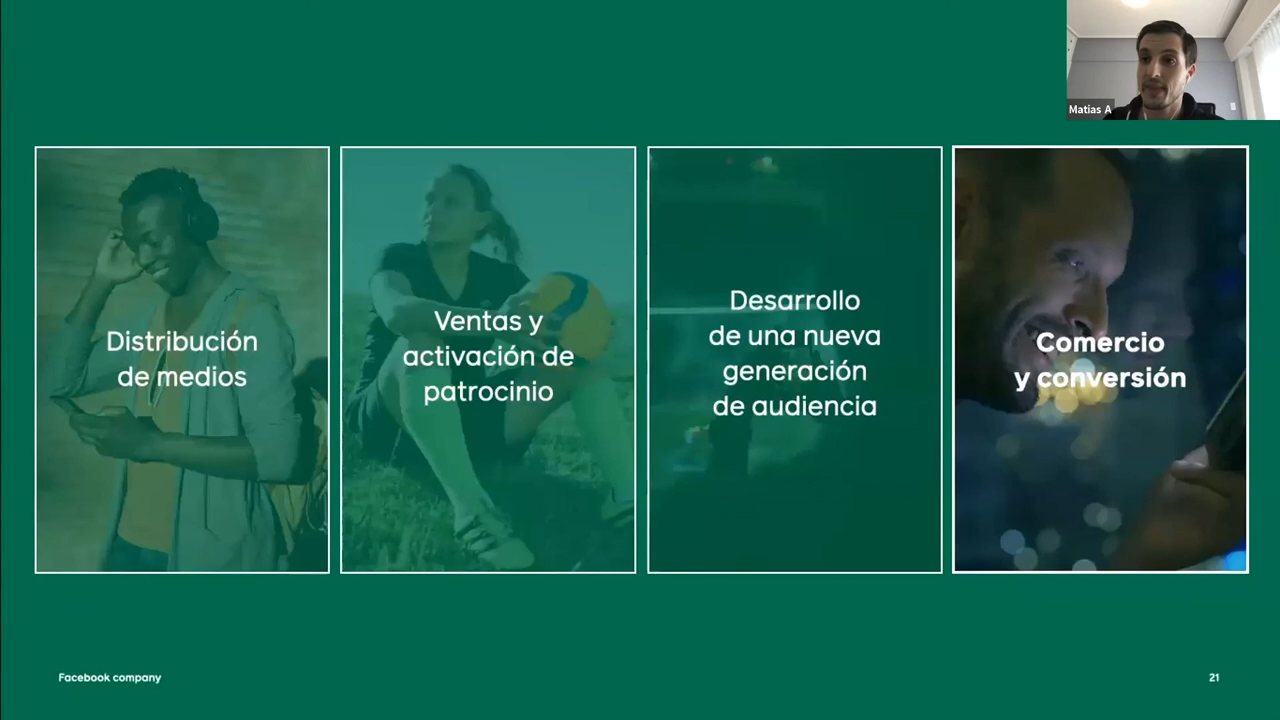 Matias A
Distribución
de medios
Ventas y
activación de
patrocinio
Desarrollo
de una nueva
generación
de audiencia
Comercio
y conversión
Facebook company
21